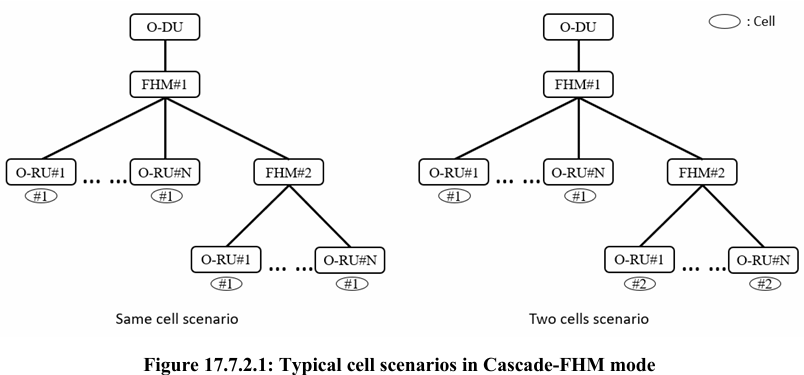 O-DU
FHM#1
O-RU#1 ... ... O-RU#N FHM#2
#1 #1
O-RU#1 ... ... O-RU#N
#1 #1
Same cell scenario
O-DU
: Cell
FHM#1
O-RU#1 ... ... O-RU#N FHM#2
#1 #1
O-RU#1 ... ... O-RU#N
#2 #2
Two cells scenario
Figure 17.7.2.1: Typical cell scenarios in Cascade-FHM mode